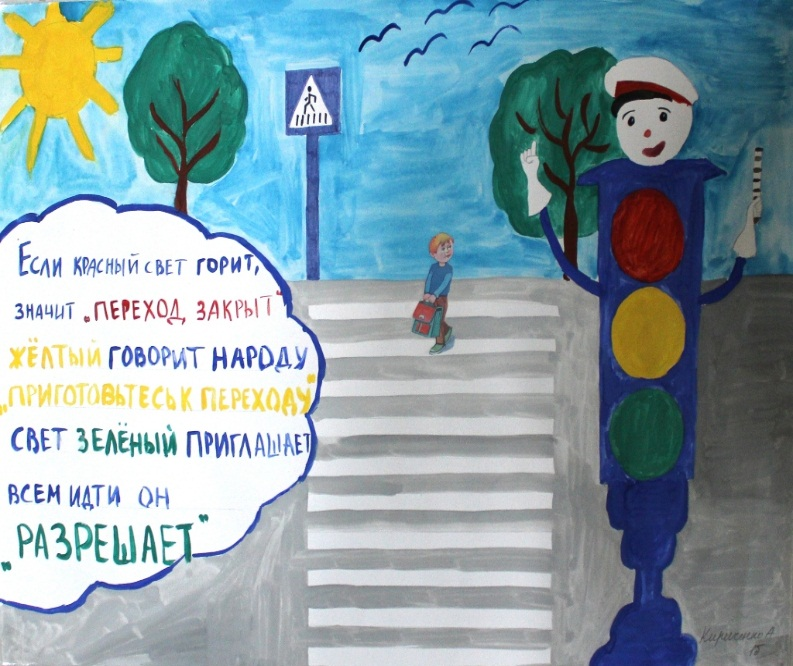 Если красный свет горит,
значит „ПЕРЕХОД ЗАКРЫТ"
ЖЁЛТЫЙ ГОВОРИТ НАРОДУ
„ПРИГОТОВЬТЕСЬ К ПЕРЕХОДУ"
СВЕТ ЗЕЛЁНЫЙ ПРИГЛАШАЕТ
ВСЕМ ИДТИ ОН
„РАЗРЕШАЕТ"